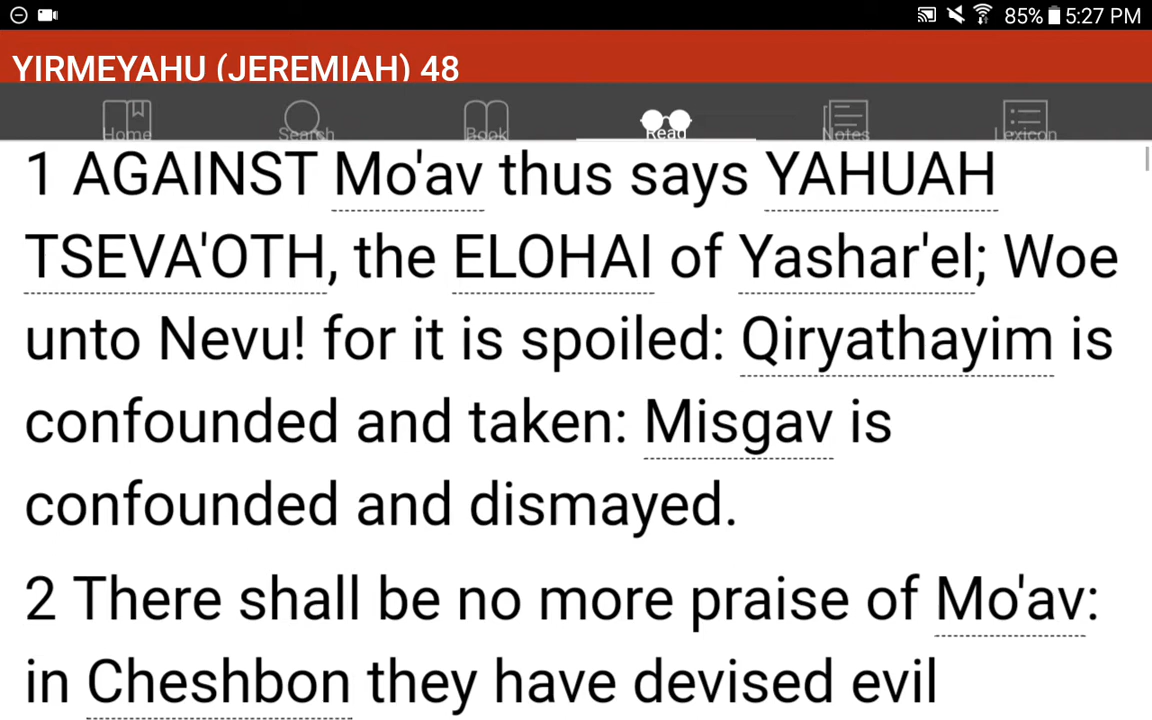 85% 5:27 PM
YIRMEYAHU (JEREMIAH) 48
Home Search Book Read Notes Lexicon
1 AGAINST Mo'av thus says YAHUAH
TSEVA'OTH, the ELOHAI of Yashar'el; Woe
unto Nevu! for it is spoiled: Qiryathayim is
confounded and taken: Misgav is
confounded and dismayed.
2 There shall be no more praise of Mo'av:
in Cheshbon they have devised evil